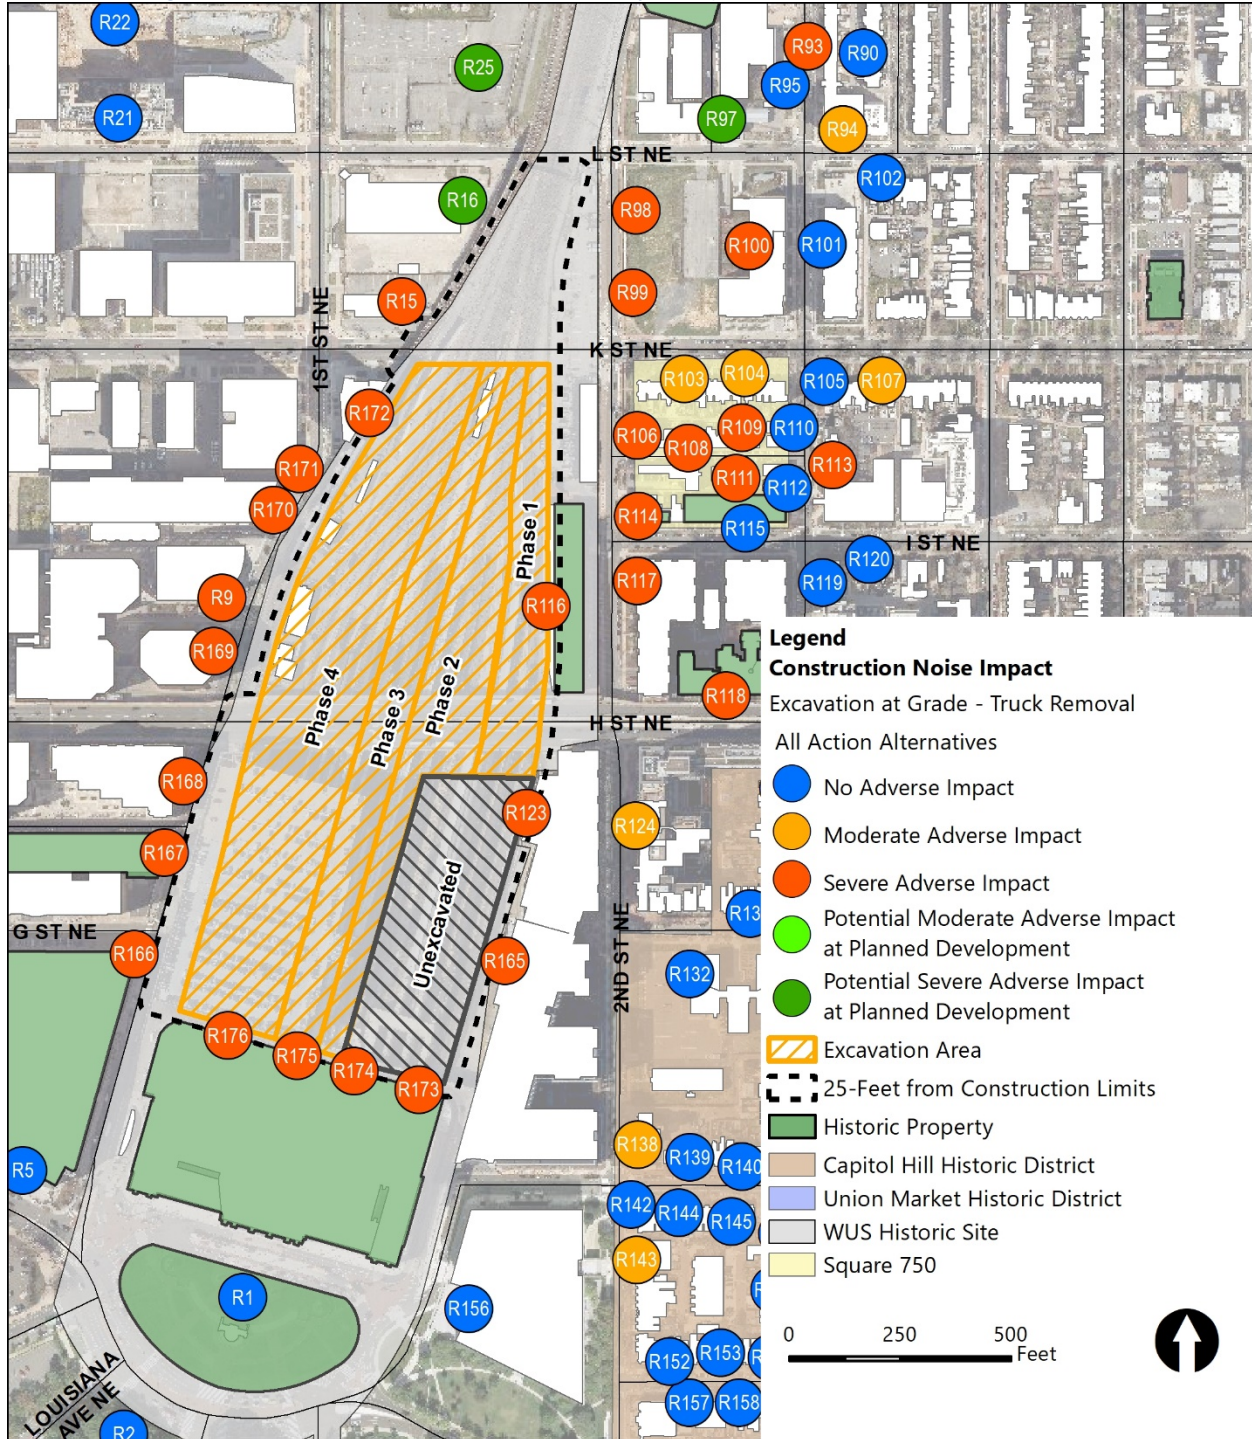 R22
R25
R93
R90
R95
R21
R97
R94
L ST NE
R102
R16
R98
R100
R101
R99
R15
1ST ST NE
K ST NE
R103
R104
R105
R107
R172
R106
R109
R110
R108
R171
R113
R111
R112
R170
R114
R115
Phase 1
I ST NE
R120
R117
R119
R9
R116
R169
Phase 4
Phase 3
Phase 2
R118
H ST NE
R168
R123
R124
R167
Unexcavated
R13
G ST NE
R166
R165
2ND ST NE
R132
R176
R175
R174
R173
R138
R139
R140
R5
R142
R144
R145
R143
R1
R156
R152
R153
R
R157
R158
LOUISIANA
AVE NE
R2
Legend
Construction Noise Impact
Excavation at Grade - Truck Removal
All Action Alternatives
No Adverse Impact
Moderate Adverse Impact
Severe Adverse Impact
Potential Moderate Adverse Impact
at Planned Development
Potential Severe Adverse Impact
at Planned Development
Excavation Area
25-Feet from Construction Limits
Historic Property
Capitol Hill Historic District
Union Market Historic District
WUS Historic Site
Square 750
0 250 500
Feet